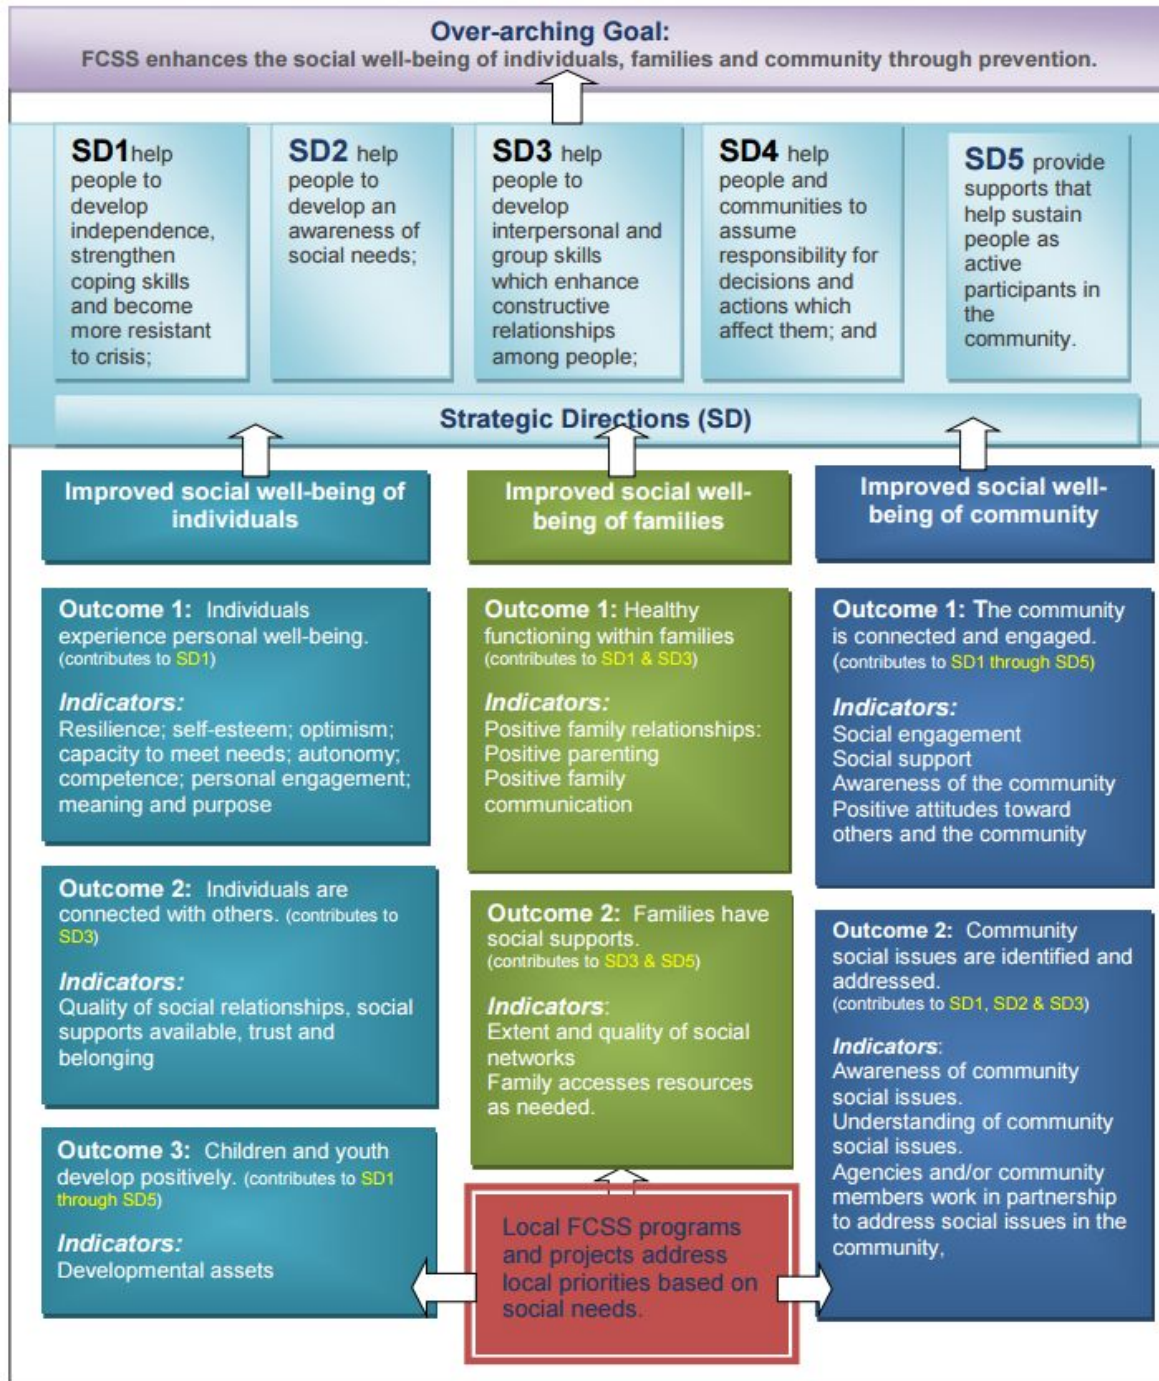 Over-arching Goal:
FCSS enhances the social well-being of individuals, families and community through prevention.
SD1help
people to
develop
independence,
strengthen
coping skills
and become
more resistant
to crisis;
SD2 help
people to
develop an
awareness of
social needs;
SD3 help
people to
develop
interpersonal and
group skills
which enhance
constructive
relationships
among people;
SD4 help
people and
communities to
assume
responsibility for
decisions and
actions which
affect them; and
SD5 provide
supports that
help sustain
people as
active
participants in
the
community.
Strategic Directions (SD)
Improved social well-being of
individuals
Outcome 1: Individuals
experience personal well-being.
(contributes to SD1)
Indicators:
Resilience; self-esteem; optimism;
capacity to meet needs; autonomy;
competence; personal engagement;
meaning and purpose
Outcome 2: Individuals are
connected with others. (contributes to
SD3)
Indicators:
Quality of social relationships, social
supports available, trust and
belonging
Outcome 3: Children and youth
develop positively. (contributes to SD1
through SD5)
Indicators:
Developmental assets
Improved social well-
being of families
Outcome 1: Healthy
functioning within families
(contributes to SD1 & SD3)
Indicators:
Positive family relationships:
Positive parenting
Positive family
communication
Outcome 2: Families have
social supports.
(contributes to SD3 & SD5)
Indicators:
Extent and quality of social
networks
Family accesses resources
as needed.
Local FCSS programs
and projects address
local priorities based on
social needs.
Improved social well-
being of community
Outcome 1: The community
is connected and engaged.
(contributes to SD1 through SD5)
Indicators:
Social engagement
Social support
Awareness of the community
Positive attitudes toward
others and the community
Outcome 2: Community
social issues are identified and
addressed.
(contributes to SD1, SD2 & SD3)
Indicators:
Awareness of community
social issues.
Understanding of community
social issues.
Agencies and/or community
members work in partnership
to address social issues in the
community,